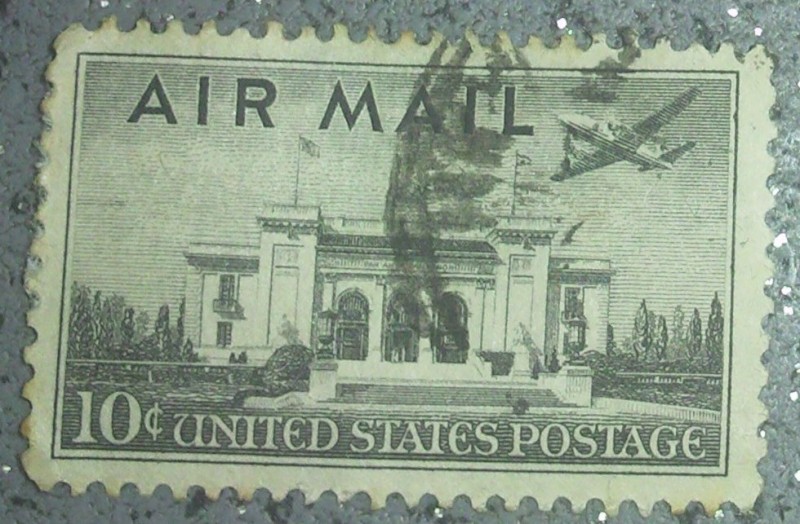 AIR MAIL
10¢ UNITED STATES POSTAGE